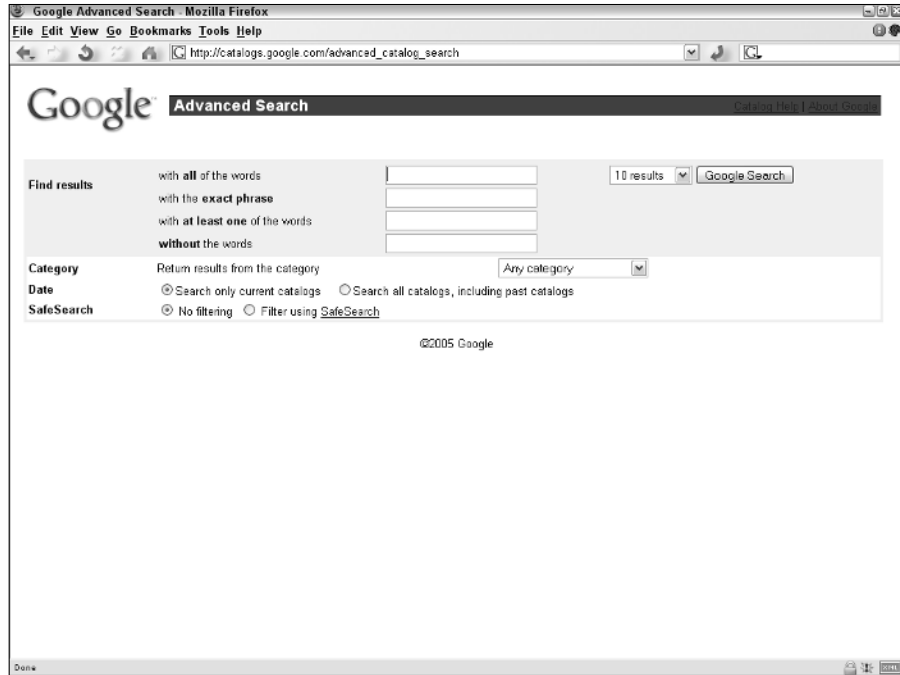 Google Advanced Search - Mozilla Firefox
File Edit View Go Bookmarks Tools Help
http://catalogs.google.com/advanced_catalog_search
Google™ Advanced Search Catalog Help | About Google
Find results with all of the words 10 results Google Search
with the exact phrase
with at least one of the words
without the words
Category Return results from the category Any category
Date Search only current catalogs Search all catalogs, including past catalogs
SafeSearch No filtering Filter using SafeSearch
©2005 Google
Done XML